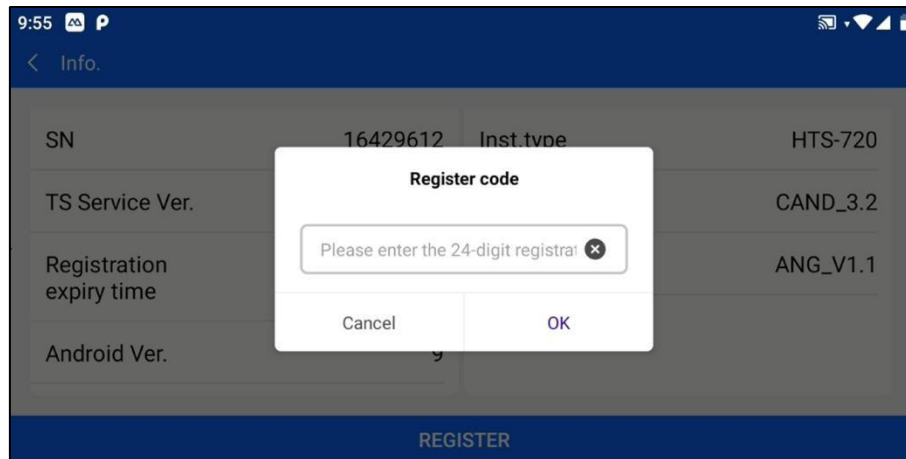 9:55
Info.
SN 16429612 Inst.type HTS-720
Register code
TS Service Ver. CAND_3.2
Please enter the 24-digit registrat
Registration
expiry time
ANG_V1.1
Cancel OK
Android Ver. 9
REGISTER